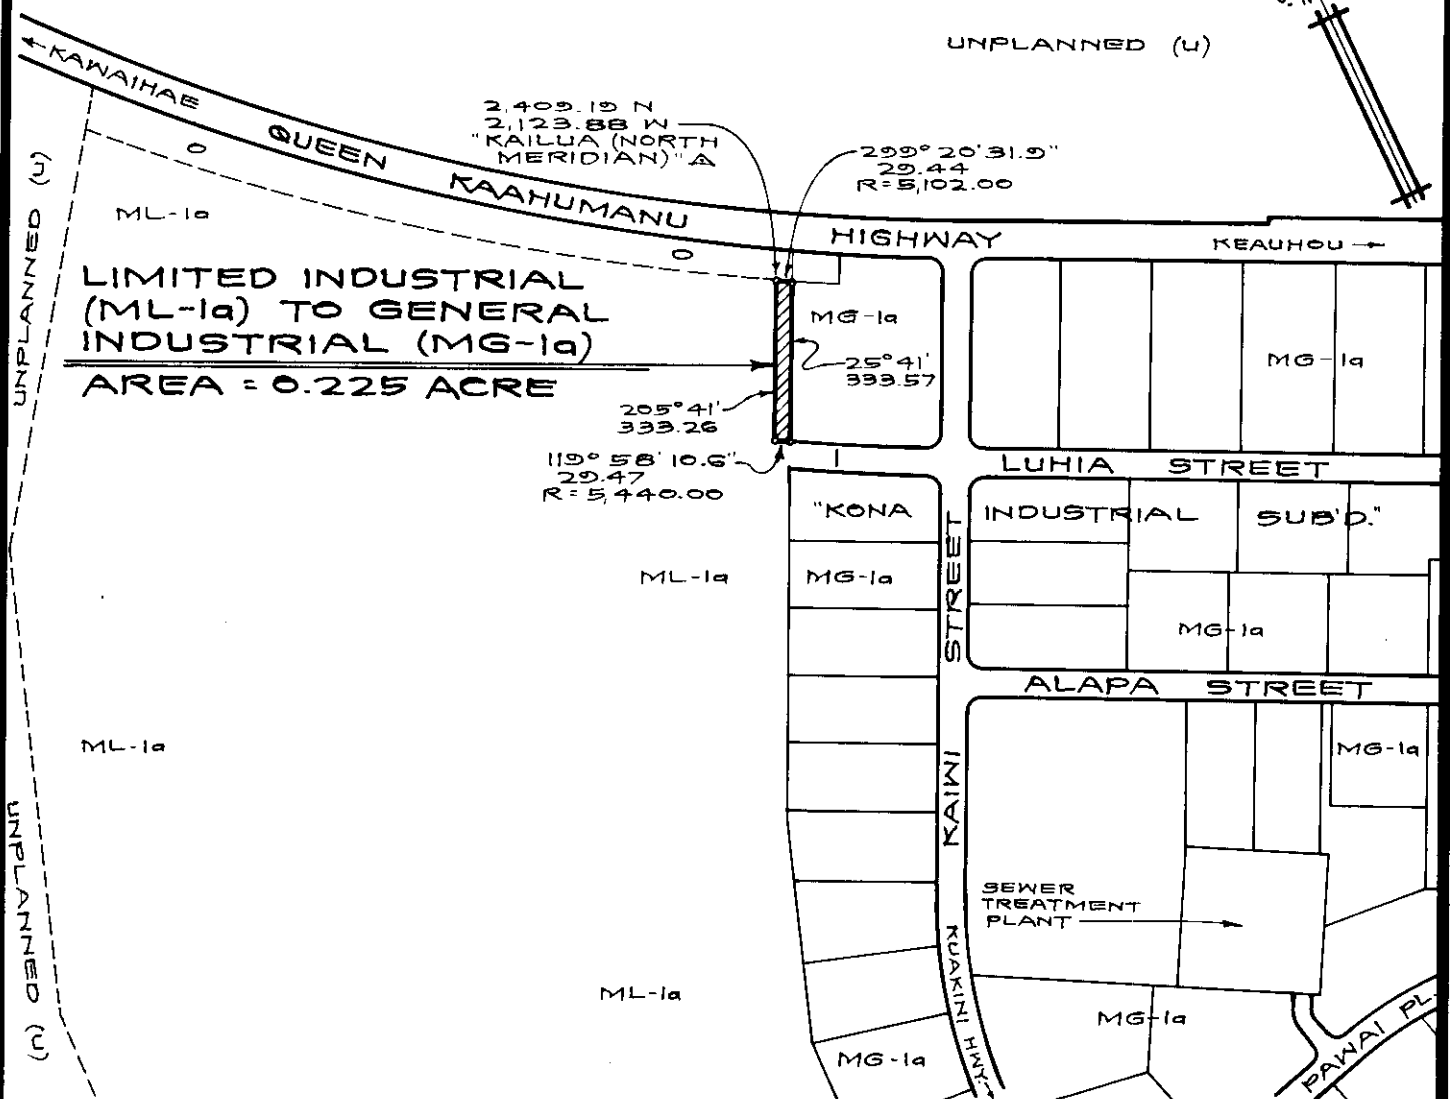 UNPLANNED (U)
← KAWAIHAE
QUEEN KAAHUMANU HIGHWAY
KEAUHOU →
2,409.19 N
2,123.88 W
"KAILUA (NORTH
MERIDIAN)" △
299° 20' 31.9"
29.44
R = 5,102.00
UNPLANNED (U)
ML-1a
O
O
LIMITED INDUSTRIAL
(ML-1a) TO GENERAL
INDUSTRIAL (MG-1a)
AREA = 0.225 ACRE
MG-1a
25° 41'
333.57
MG-1a
205° 41'
333.26
119° 58' 10.6"
29.47
R = 5,440.00
LUHIA STREET
"KONA INDUSTRIAL SUB'D."
ML-1a
MG-1a
MG-1a
ALAPA STREET
KAIWI STREET
ML-1a
MG-1a
SEWER
TREATMENT
PLANT
UNPLANNED (U)
KUAKINI HWY. →
ML-1a
MG-1a
MG-1a
PAWAI PL.